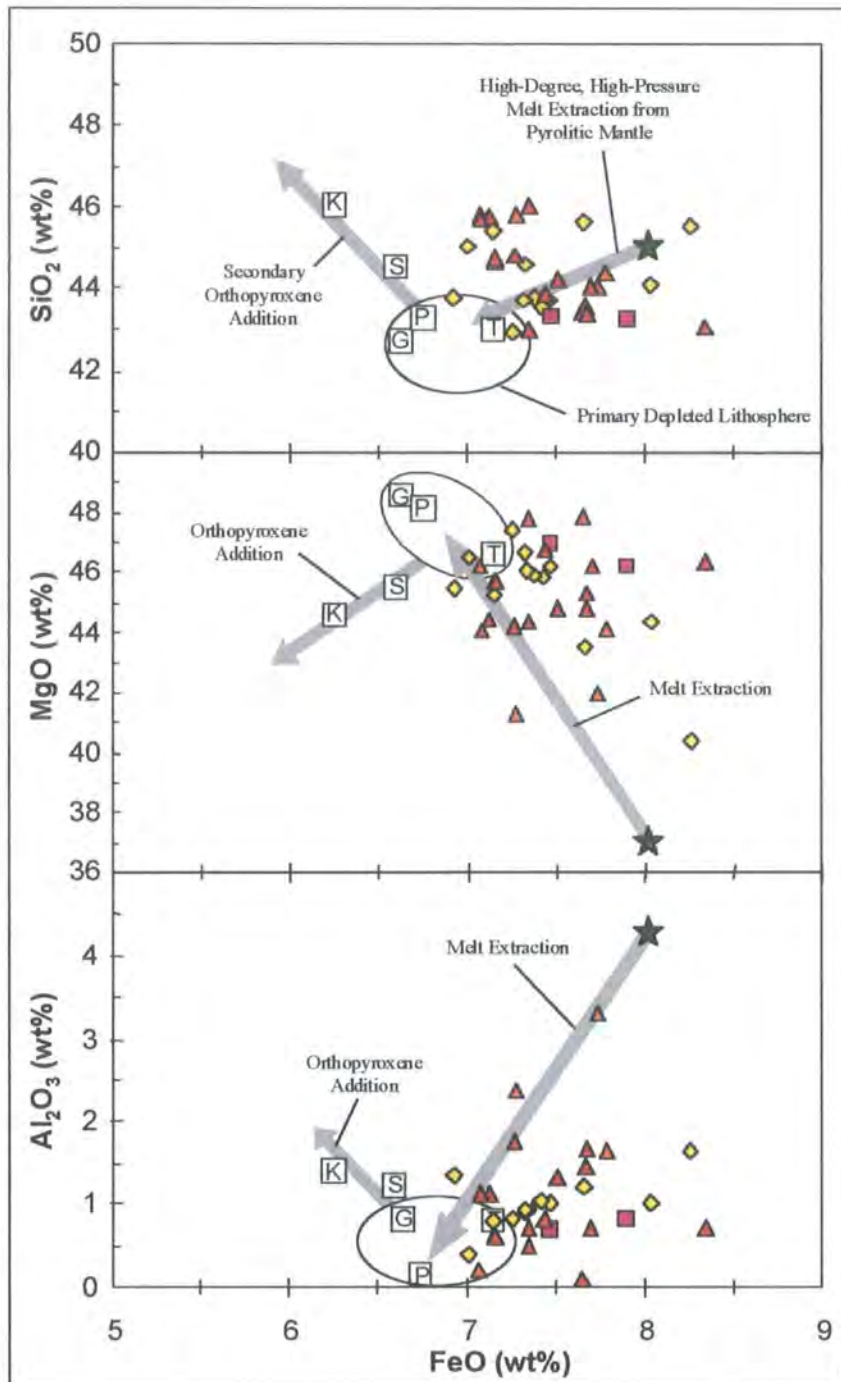 50
48
46
44
42
40
SiO2 (wt%)
High-Degree, High-Pressure
Melt Extraction from
Pyrolitic Mantle
K
S
P
G
T
Secondary
Orthopyroxene
Addition
Primary Depleted Lithosphere
48
46
44
42
40
38
36
MgO (wt%)
G
P
T
S
K
Orthopyroxene
Addition
Melt Extraction
4
3
2
1
0
Al2O3 (wt%)
Melt Extraction
Orthopyroxene
Addition
K
S
G
P
5
6
7
8
9
FeO (wt%)